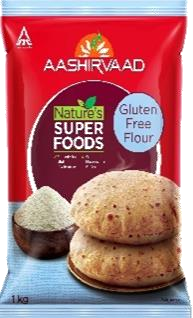 AASHIRVAAD
Nature's
SUPER
FOODS
Gluten
Free
Flour
1kg